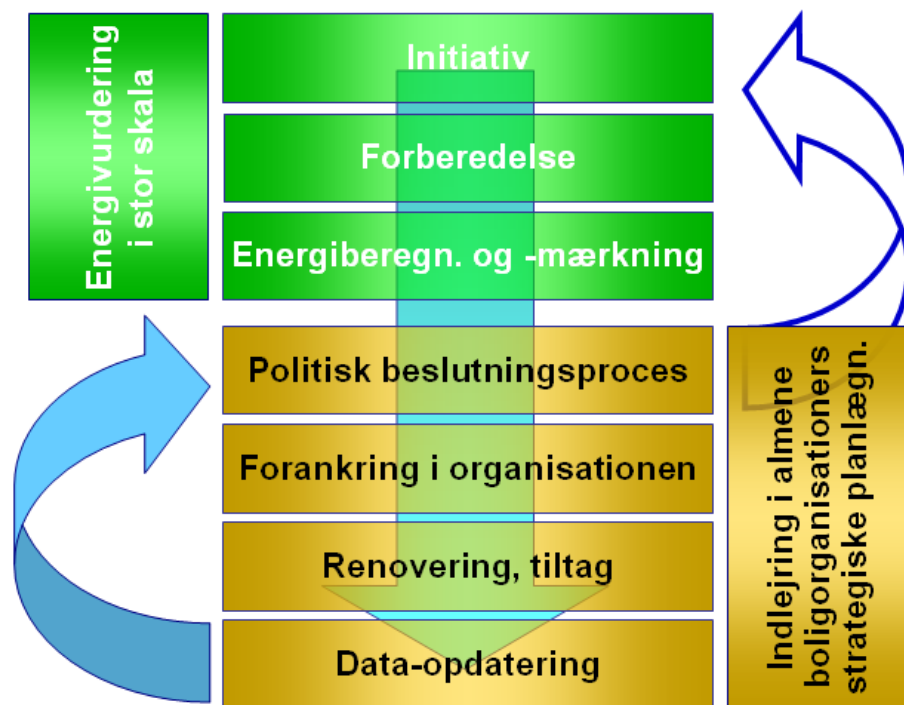 Energivurdering
i stor skala
Initiativ
Forberedelse
Energiberegn. og -mærkning
Politisk beslutningsproces
Forankring i organisationen
Renovering, tiltag
Data-opdatering
Indlejring i almene
boligorganisationers
strategiske planlægn.